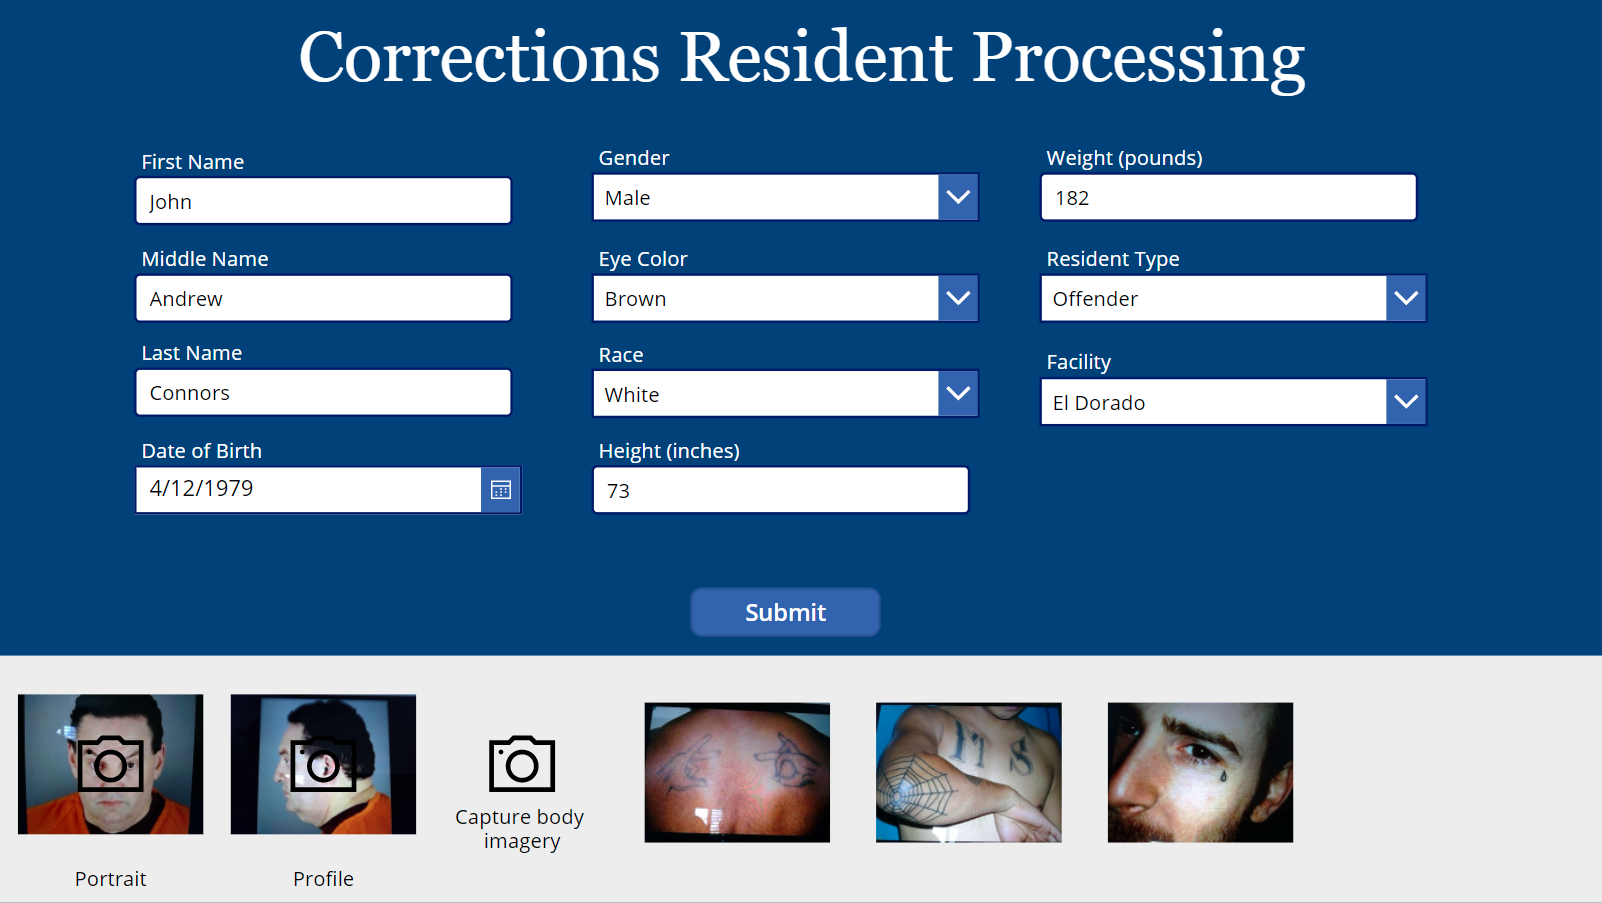 Corrections Resident Processing
First Name
John
Middle Name
Andrew
Last Name
Connors
Date of Birth
4/12/1979
Gender
Male
Eye Color
Brown
Race
White
Height (inches)
73
Weight (pounds)
182
Resident Type
Offender
Facility
El Dorado
Submit
Portrait
Profile
Capture body
imagery
ITS